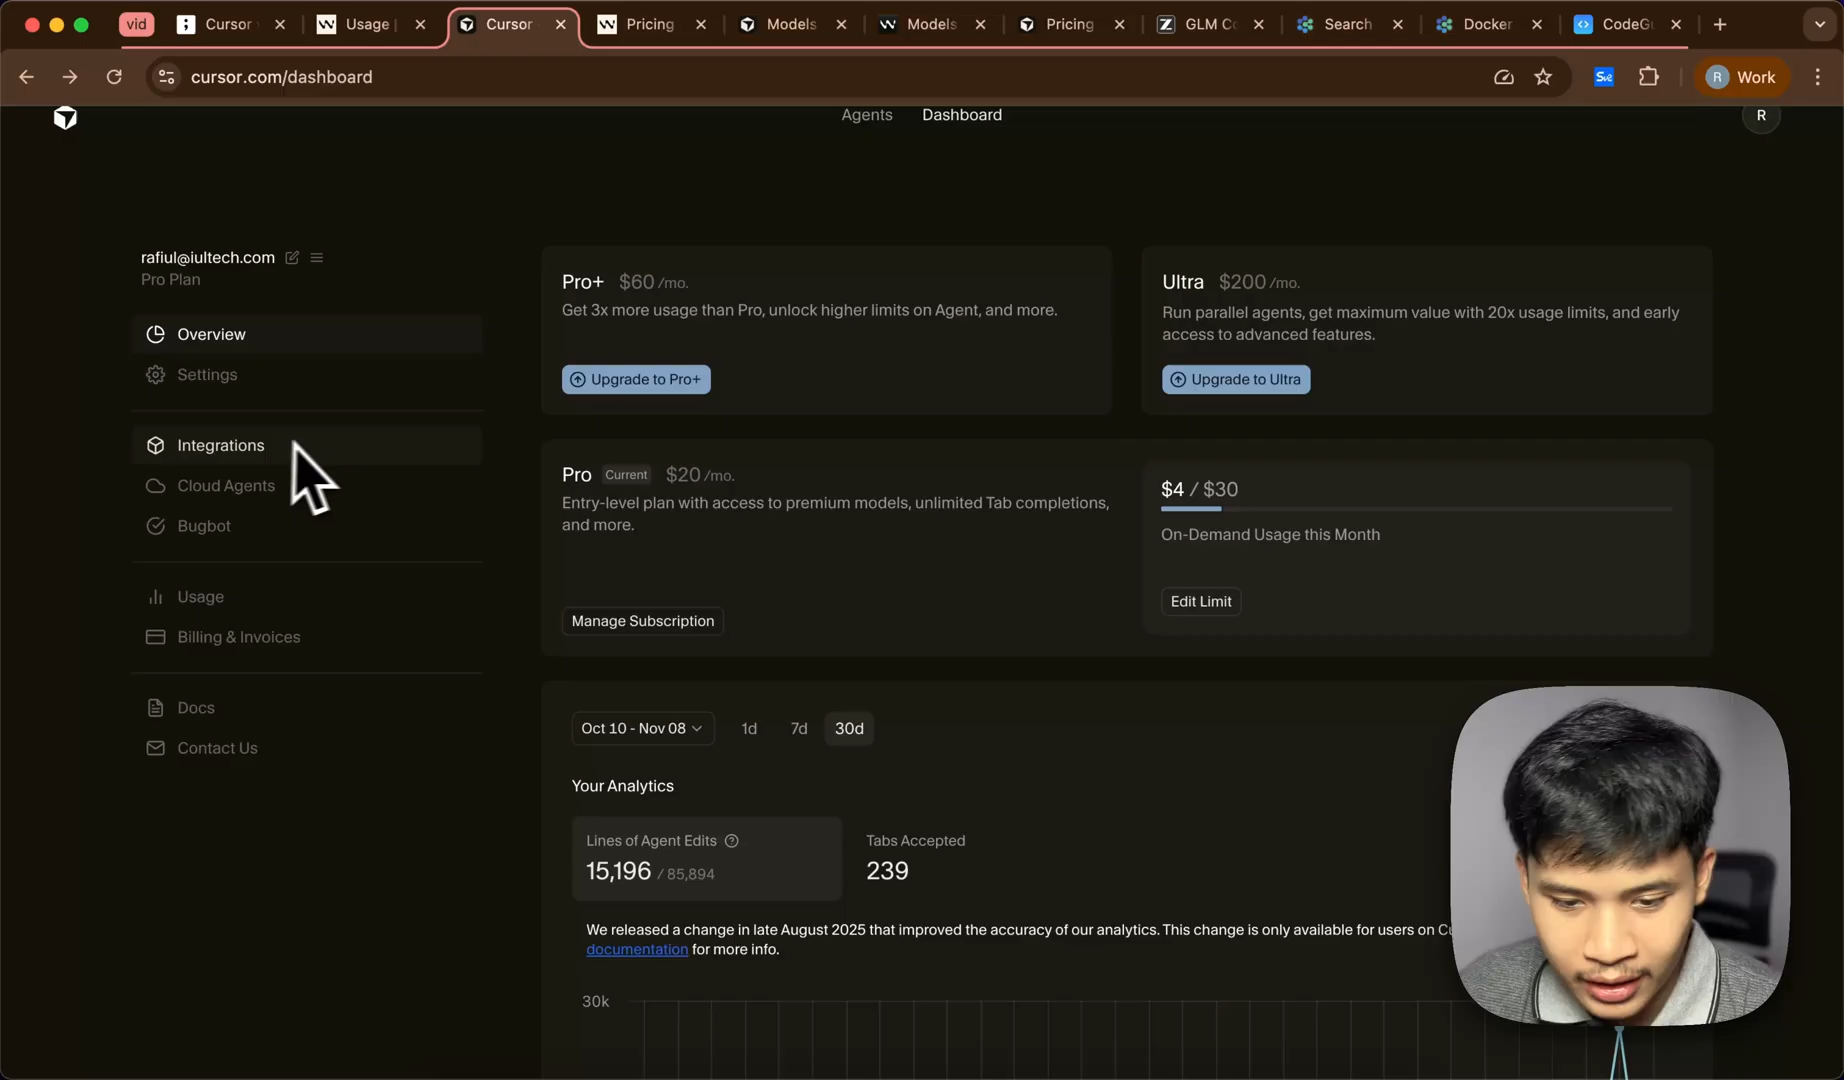 vid
Cursor
Usage
Cursor
Pricing
Models
Models
Pricing
GLM Co
Search
Docker
CodeGu
cursor.com/dashboard
Sve
R Work
Agents
Dashboard
R
rafiul@iultech.com
Pro Plan
Overview
Settings
Integrations
Cloud Agents
Bugbot
Usage
Billing & Invoices
Docs
Contact Us
Pro+ $60 /mo.
Get 3x more usage than Pro, unlock higher limits on Agent, and more.
Upgrade to Pro+
Ultra $200 /mo.
Run parallel agents, get maximum value with 20x usage limits, and early
access to advanced features.
Upgrade to Ultra
Pro Current $20 /mo.
Entry-level plan with access to premium models, unlimited Tab completions,
and more.
Manage Subscription
$4 / $30
On-Demand Usage this Month
Edit Limit
Oct 10 - Nov 08
1d
7d
30d
Your Analytics
Lines of Agent Edits
15,196 / 85,894
Tabs Accepted
239
We released a change in late August 2025 that improved the accuracy of our analytics. This change is only available for users on Cu
documentation for more info.
30k